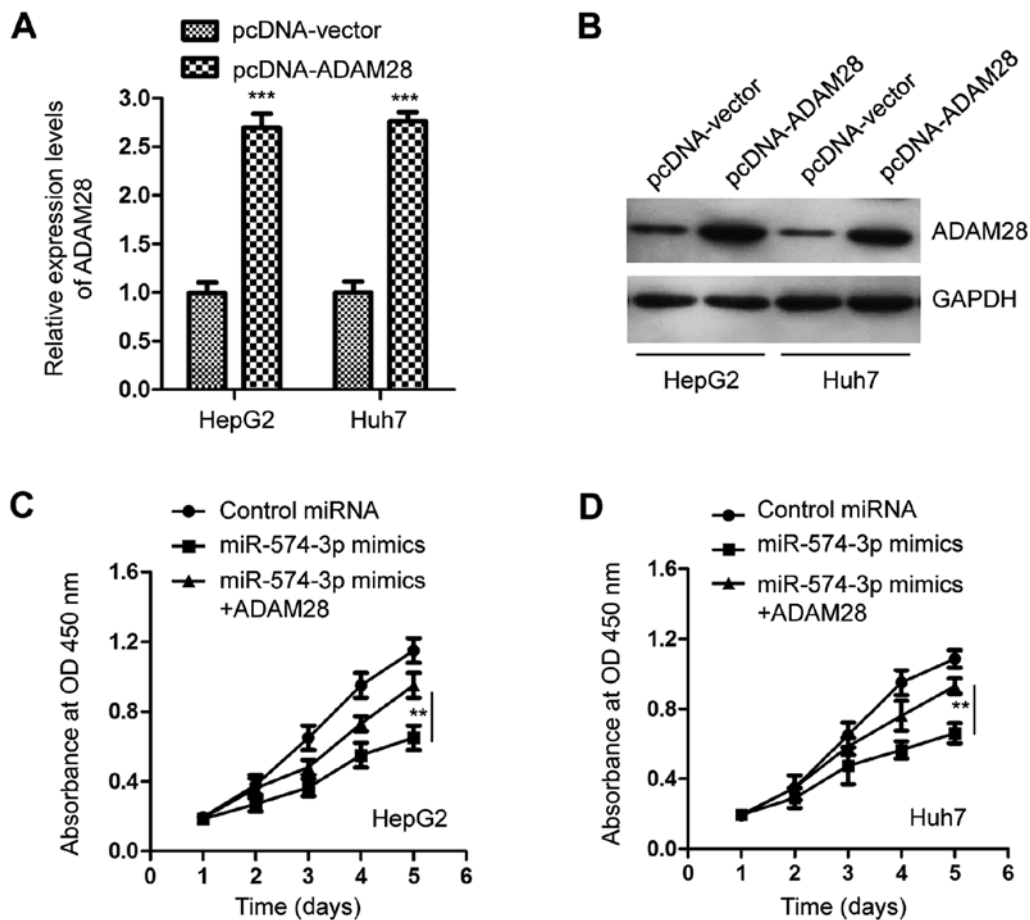 A
pcDNA-vector
pcDNA-ADAM28
Relative expression levels
of ADAM28
3.0
2.5
2.0
1.5
1.0
0.5
0.0
***
***
HepG2
Huh7
B
pcDNA-vector
pcDNA-ADAM28
pcDNA-vector
pcDNA-ADAM28
ADAM28
GAPDH
HepG2
Huh7
C
Control miRNA
miR-574-3p mimics
miR-574-3p mimics
+ADAM28
Absorbance at OD 450 nm
1.6
1.2
0.8
0.4
0.0
**
HepG2
0 1 2 3 4 5 6
Time (days)
D
Control miRNA
miR-574-3p mimics
miR-574-3p mimics
+ADAM28
Absorbance at OD 450 nm
1.6
1.2
0.8
0.4
0.0
**
Huh7
0 1 2 3 4 5 6
Time (days)